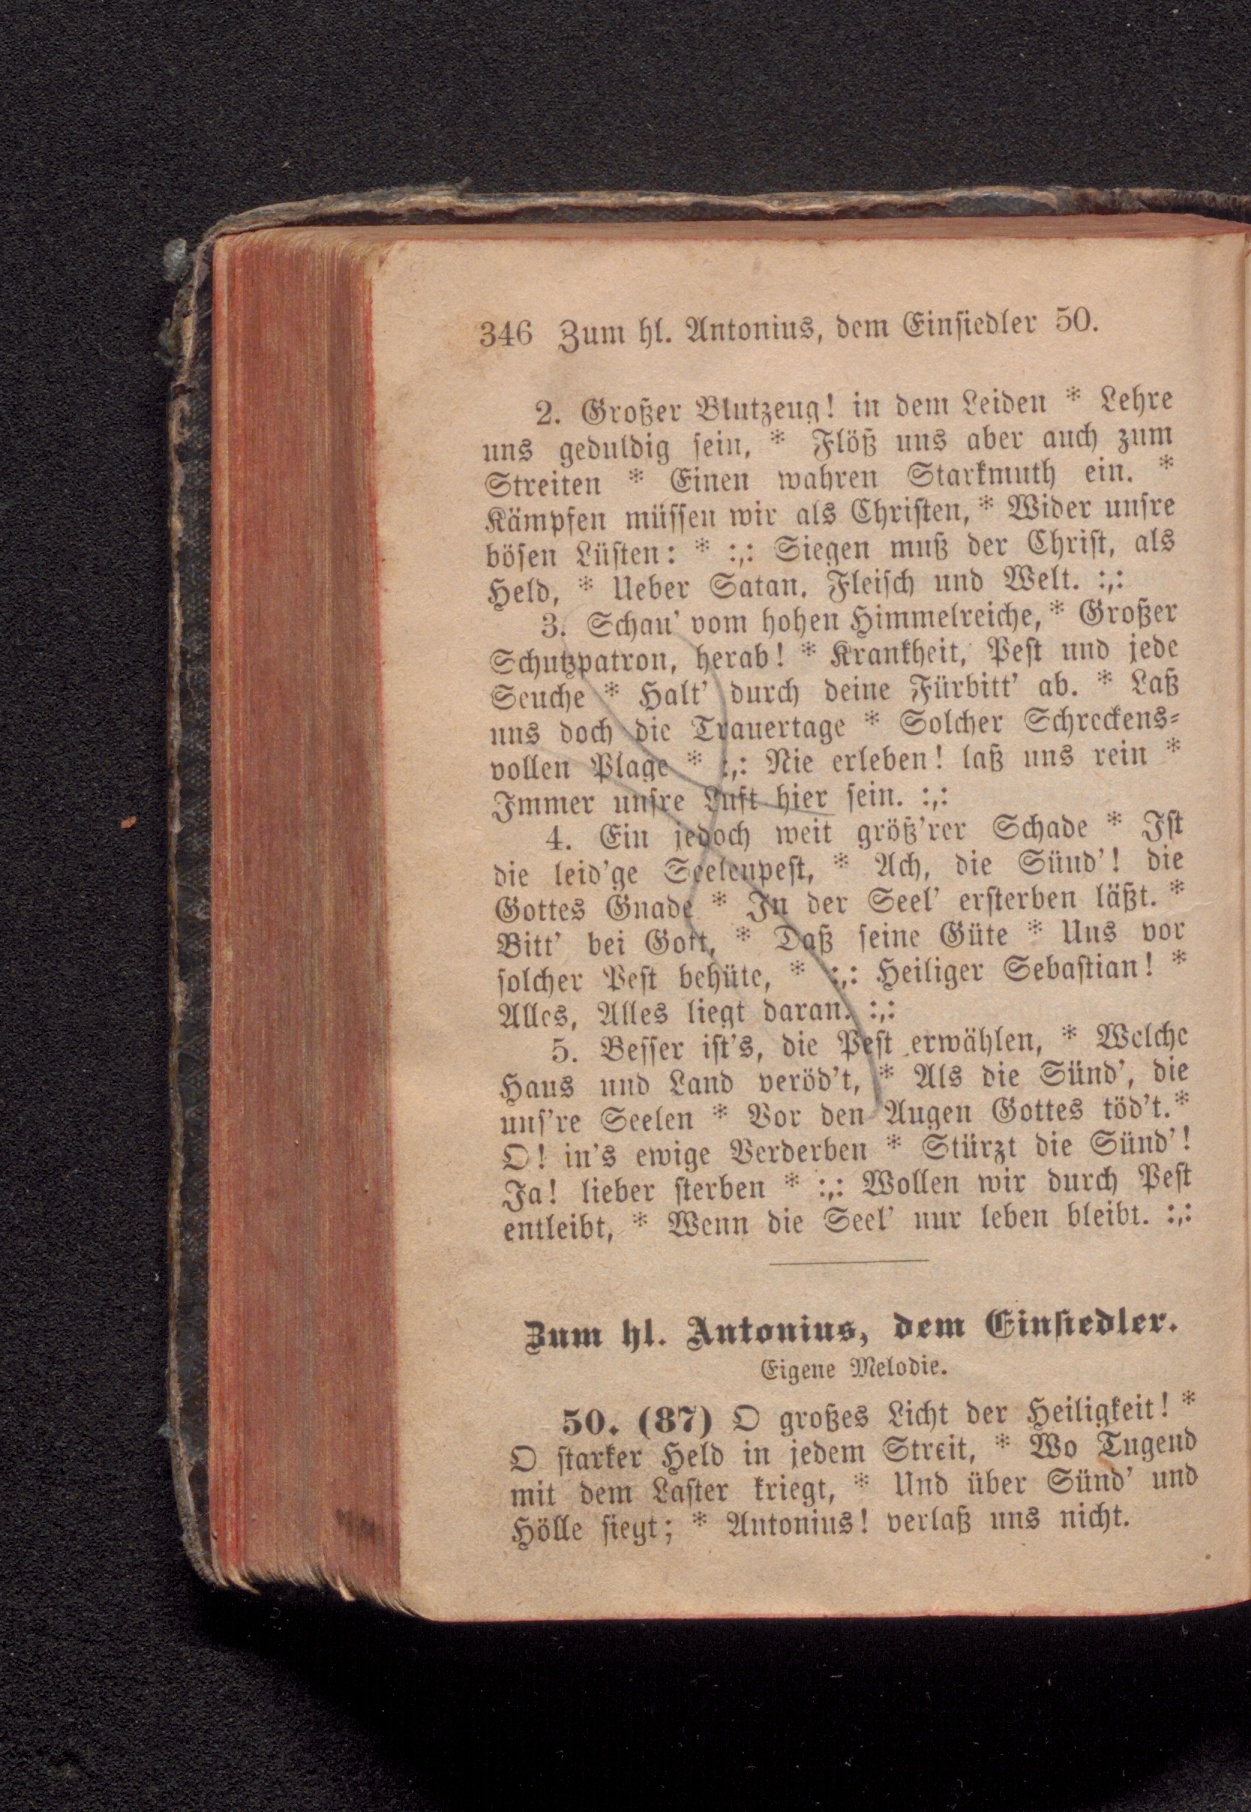 346 Zum hl. Antonius, dem Einsiedler 50.
2. Großer Blutzeug! in dem Leiden * Lehre
uns geduldig sein, * Flöß uns aber auch zum
Streiten * Einen wahren Starkmuth ein. *
Kämpfen müssen wir als Christen, * Wider unsre
bösen Lüsten: * :,: Siegen muß der Christ, als
Held, * Ueber Satan, Fleisch und Welt. :,:
3. Schau' vom hohen Himmelreiche, * Großer
Schutzpatron, herab! * Krankheit, Pest und jede
Seuche * Halt' durch deine Fürbitt' ab. * Laß
uns doch die Trauertage * Solcher Schreckens-
vollen Plage * :,: Nie erleben! laß uns rein *
Immer unsre Luft hier sein. :,:
4. Ein jedoch weit größ'rer Schade * Ist
die leid'ge Seelenpest, * Ach, die Sünd'! die
Gottes Gnade * In der Seel' ersterben läßt. *
Bitt' bei Gott, * Daß seine Güte * Uns vor
solcher Pest behüte, * :,: Heiliger Sebastian! *
Alles, Alles liegt daran. :,:
5. Besser ist's, die Pest erwählen, * Welche
Haus und Land veröd't, * Als die Sünd', die
uns're Seelen * Vor den Augen Gottes töd't. *
O! in's ewige Verderben * Stürzt die Sünd'!
Ja! lieber sterben * :,: Wollen wir durch Pest
entleibt, * Wenn die Seel' nur leben bleibt. :,:
Zum hl. Antonius, dem Einsiedler.
Eigene Melodie.
50. (87) O großes Licht der Heiligkeit! *
O starker Held in jedem Streit, * Wo Tugend
mit dem Laster kriegt, * Und über Sünd' und
Hölle siegt; * Antonius! verlaß uns nicht.